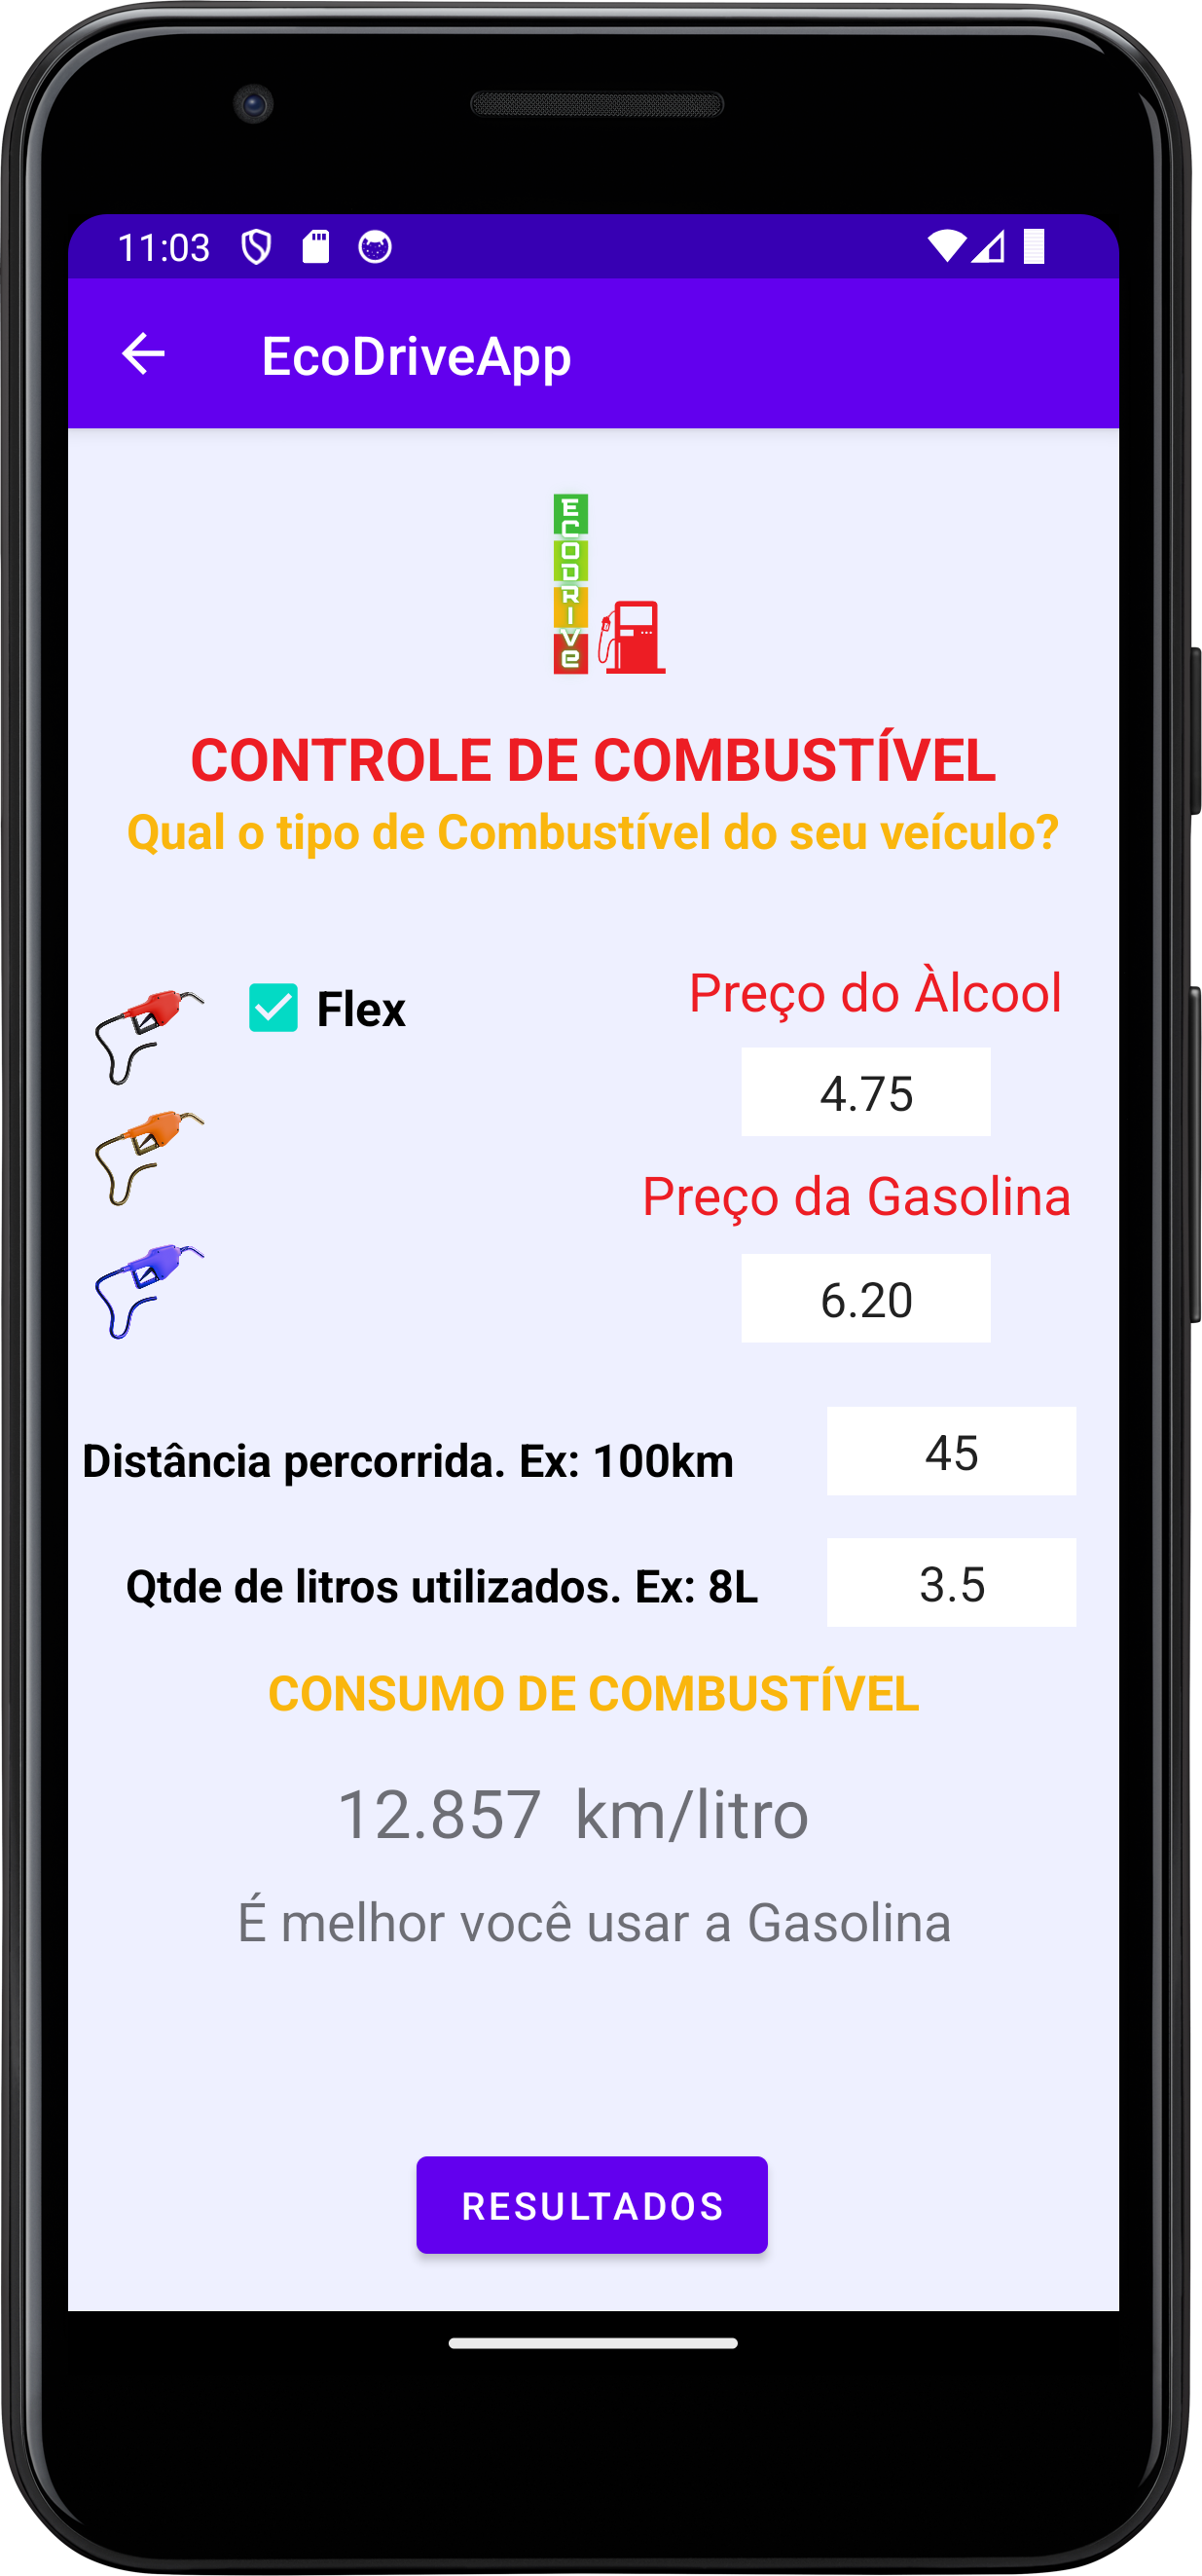 11:03
EcoDriveApp
ECODRIVe
CONTROLE DE COMBUSTÍVEL
Qual o tipo de Combustível do seu veículo?
Flex
Preço do Àlcool
4.75
Preço da Gasolina
6.20
Distância percorrida. Ex: 100km
45
Qtde de litros utilizados. Ex: 8L
3.5
CONSUMO DE COMBUSTÍVEL
12.857 km/litro
É melhor você usar a Gasolina
RESULTADOS